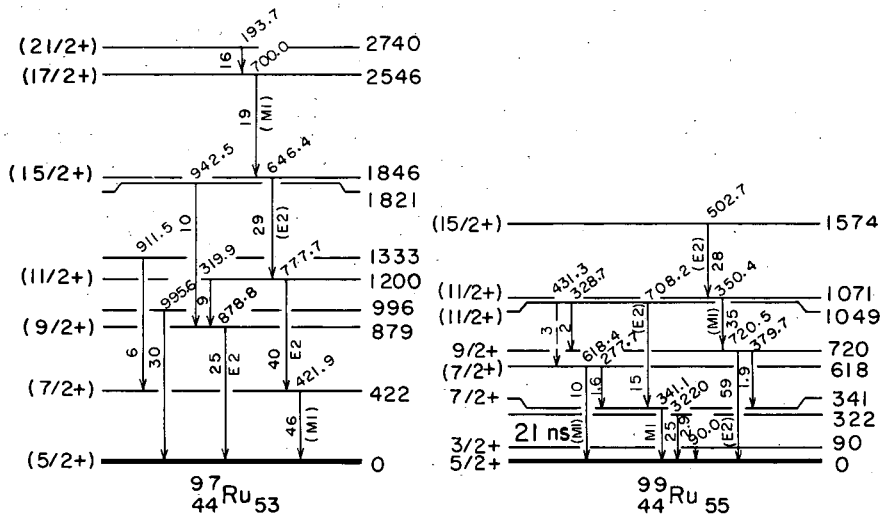 (21/2+) 193.7 2740
16 700.0
(17/2+) 2546
19 (M1)
942.5 646.4
(15/2+) 1846
1821
10 29 (E2)
911.5 319.9 777.7
1333
(11/2+) 1200
995.6 9 878.8
996
(9/2+) 879
6 30 25 E2 40 E2
421.9
(7/2+) 422
46 (M1)
(5/2+) 0
97
44 Ru 53
502.7
(15/2+) 1574
(E2) 28
431.3 328.7 708.2 350.4
(11/2+) 1071
(11/2+) 1049
3 2 (E2) (M1) 35
618.4 277.7 720.5 379.7
9/2+ 720
(7/2+) 618
10 1.6 15 59 1.9
341.1 322.0
7/2+ 341
322
21 ns (M1) M1 25 2.9 90.0 (E2)
3/2+ 90
5/2+ 0
99
44 Ru 55